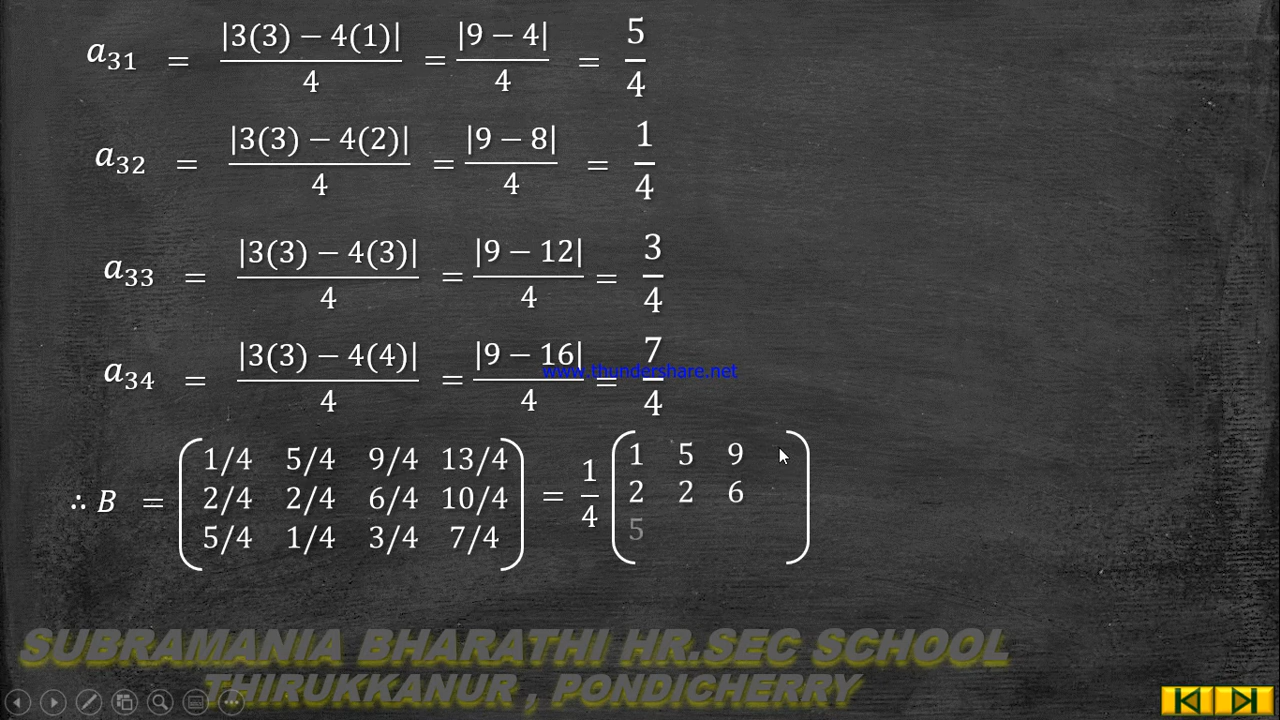 a₃₁ = |3(3) − 4(1)|/4 = |9 − 4|/4 = 5/4
a₃₂ = |3(3) − 4(2)|/4 = |9 − 8|/4 = 1/4
a₃₃ = |3(3) − 4(3)|/4 = |9 − 12|/4 = 3/4
a₃₄ = |3(3) − 4(4)|/4 = |9 − 16|/4 = 7/4
www.thundershare.net
1/4 5/4 9/4 13/4 1 5 9
∴ B = 2/4 2/4 6/4 10/4 = 1/4 2 2 6
5/4 1/4 3/4 7/4 5
SUBRAMANIA BHARATHI HR.SEC SCHOOL
THIRUKKANUR , PONDICHERRY